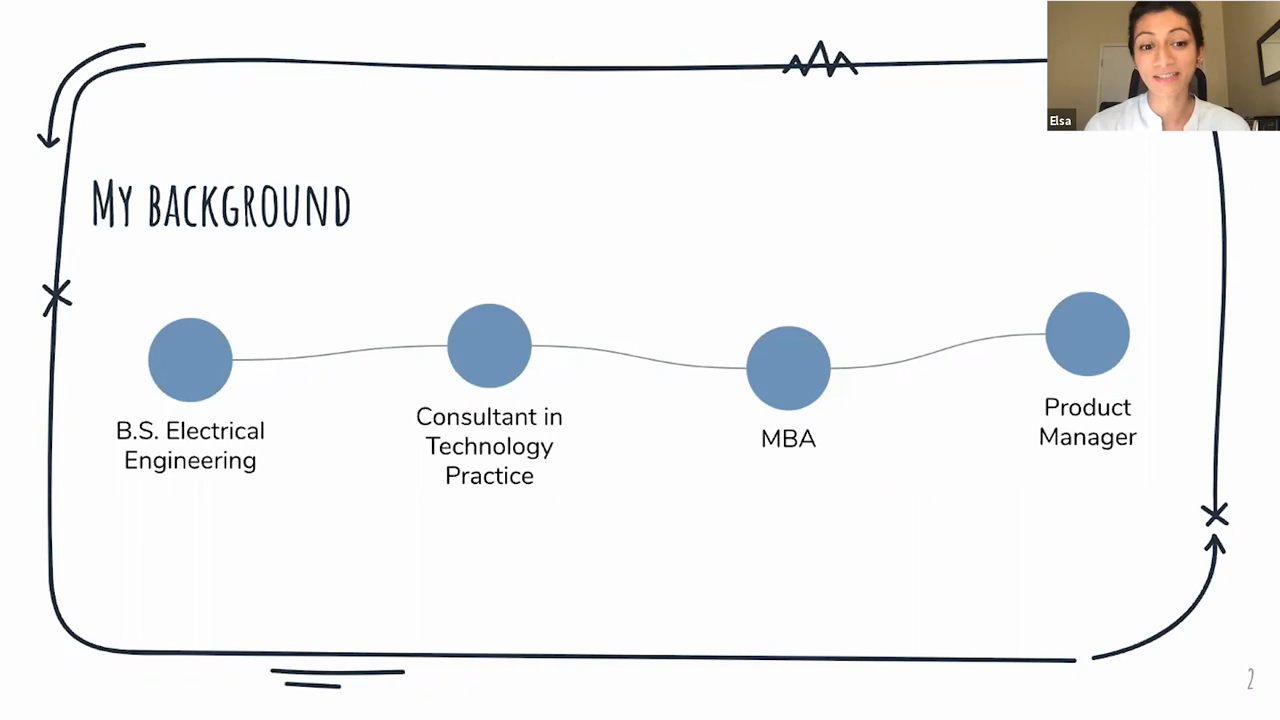 Elsa
My background
B.S. Electrical
Engineering
Consultant in
Technology
Practice
MBA
Product
Manager
2